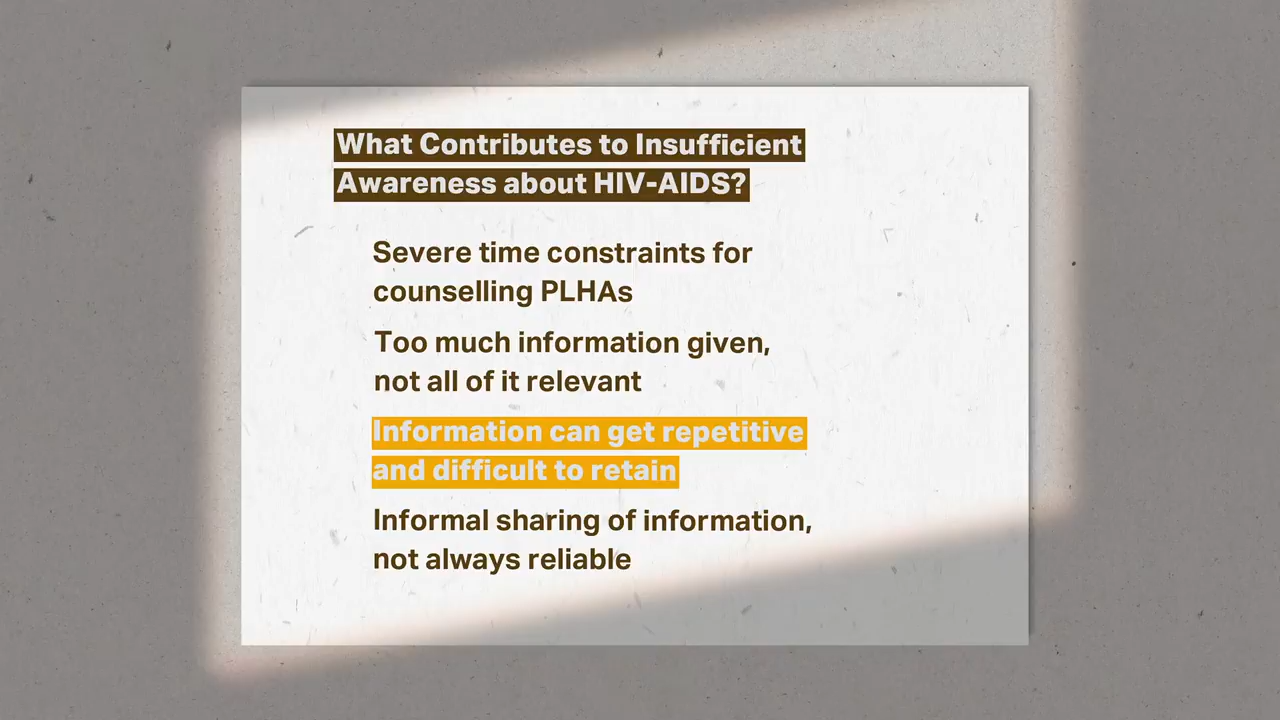 What Contributes to Insufficient
Awareness about HIV-AIDS?
Severe time constraints for
counselling PLHAs
Too much information given,
not all of it relevant
Information can get repetitive
and difficult to retain
Informal sharing of information,
not always reliable